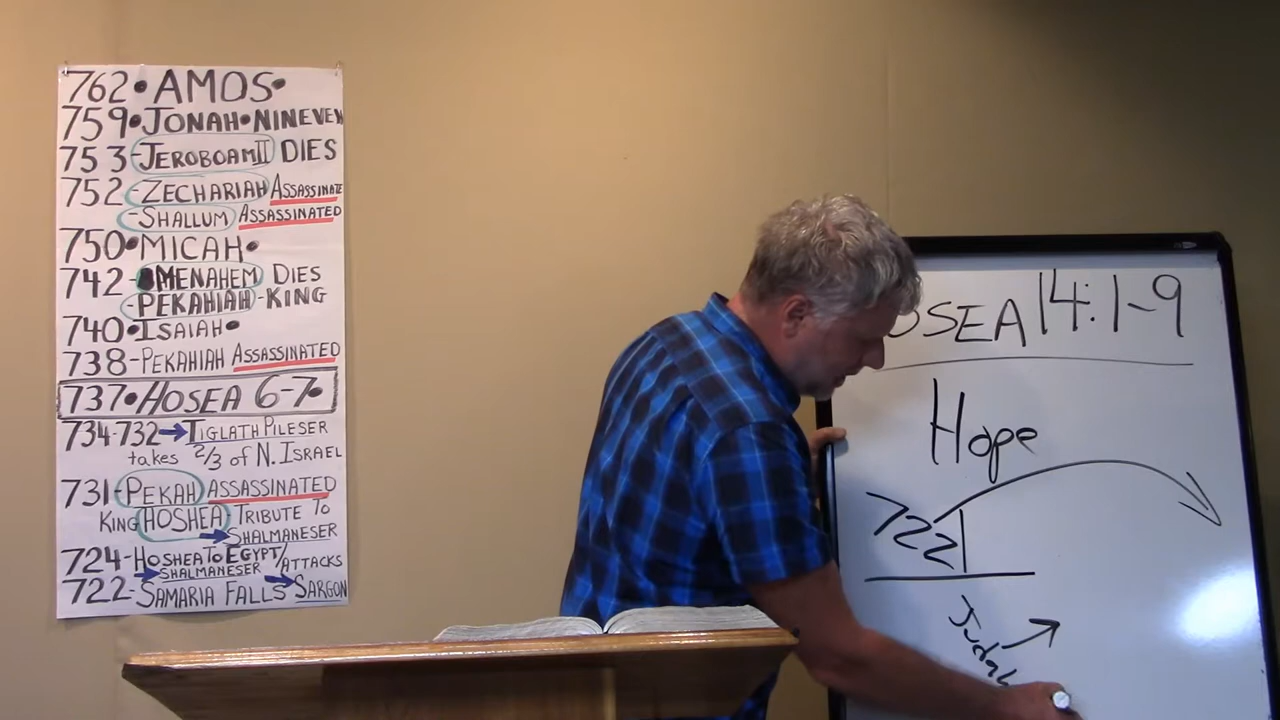 762•AMOS•
759•JONAH•NINEVEH
753-JEROBOAM II DIES
752-ZECHARIAH ASSASSINATE
-SHALLUM ASSASSINATED
750•MICAH•
742-MENAHEM DIES
-PEKAHIAH-KING
740•ISAIAH•
738-PEKAHIAH ASSASSINATED
737•HOSEA 6-7•
734-732→TIGLATH PILESER
takes 2/3 of N. ISRAEL
731-PEKAH ASSASSINATED
KING HOSHEA TRIBUTE TO
→SHALMANESER
724-HOSHEA TO EGYPT/ATTACKS
→SHALMANESER
722-SAMARIA FALLS→SARGON
OSEA 14:1-9
Hope
722
Judah